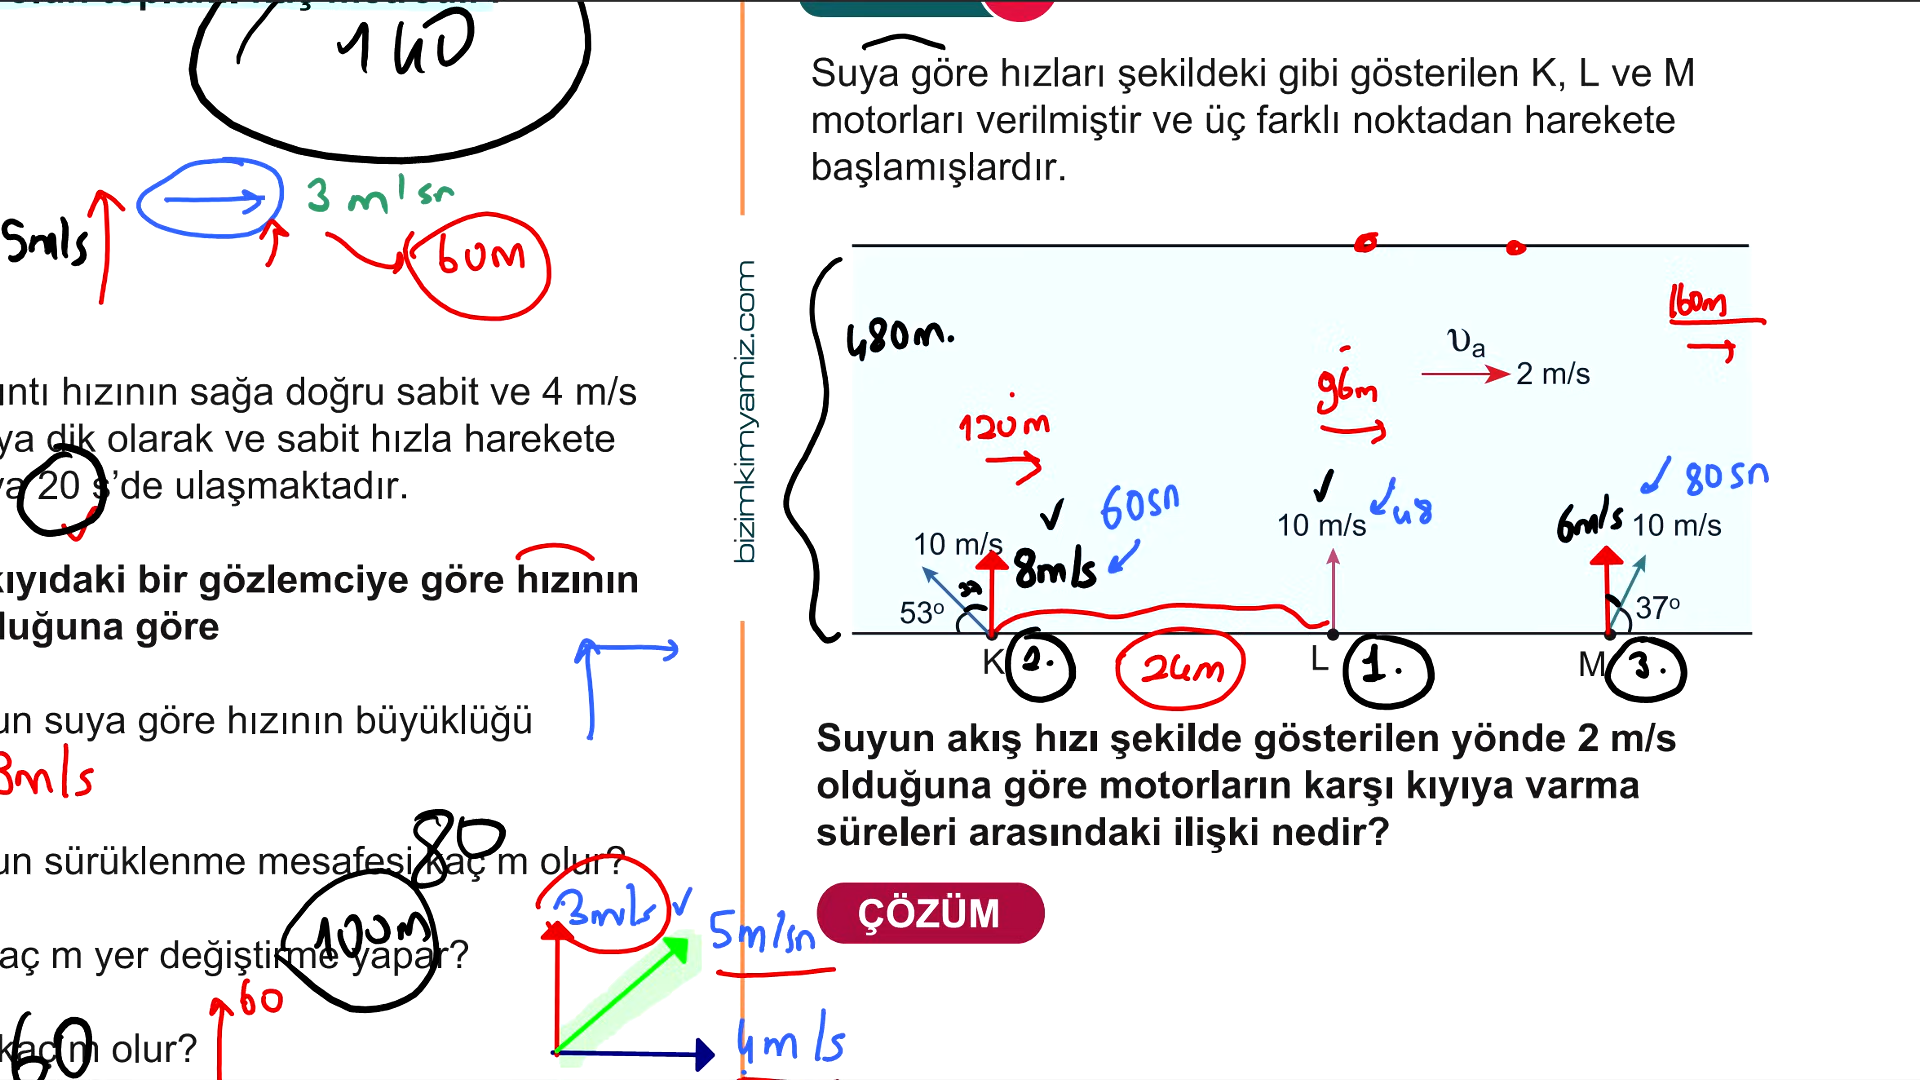 140
5m/s
3 m/sn
60m
ıntı hızının sağa doğru sabit ve 4 m/s
ya dik olarak ve sabit hızla harekete
ya 20 s’de ulaşmaktadır.
kıyıdaki bir gözlemciye göre hızının
duğuna göre
un suya göre hızının büyüklüğü
3m/s
80
un sürüklenme mesafesi kaç m olur?
100m
aç m yer değiştirme yapar?
60
60
kaç m olur?
3m/s
5m/sn
4m/s
bizimkimyamiz.com
Suya göre hızları şekildeki gibi gösterilen K, L ve M
motorları verilmiştir ve üç farklı noktadan harekete
başlamışlardır.
480m.
160m
υa
2 m/s
96m
120m
60sn
80sn
10 m/s
8m/s
10 m/s
48
6m/s
10 m/s
53º
37º
K
2.
24m
L
1.
M
3.
Suyun akış hızı şekilde gösterilen yönde 2 m/s
olduğuna göre motorların karşı kıyıya varma
süreleri arasındaki ilişki nedir?
ÇÖZÜM